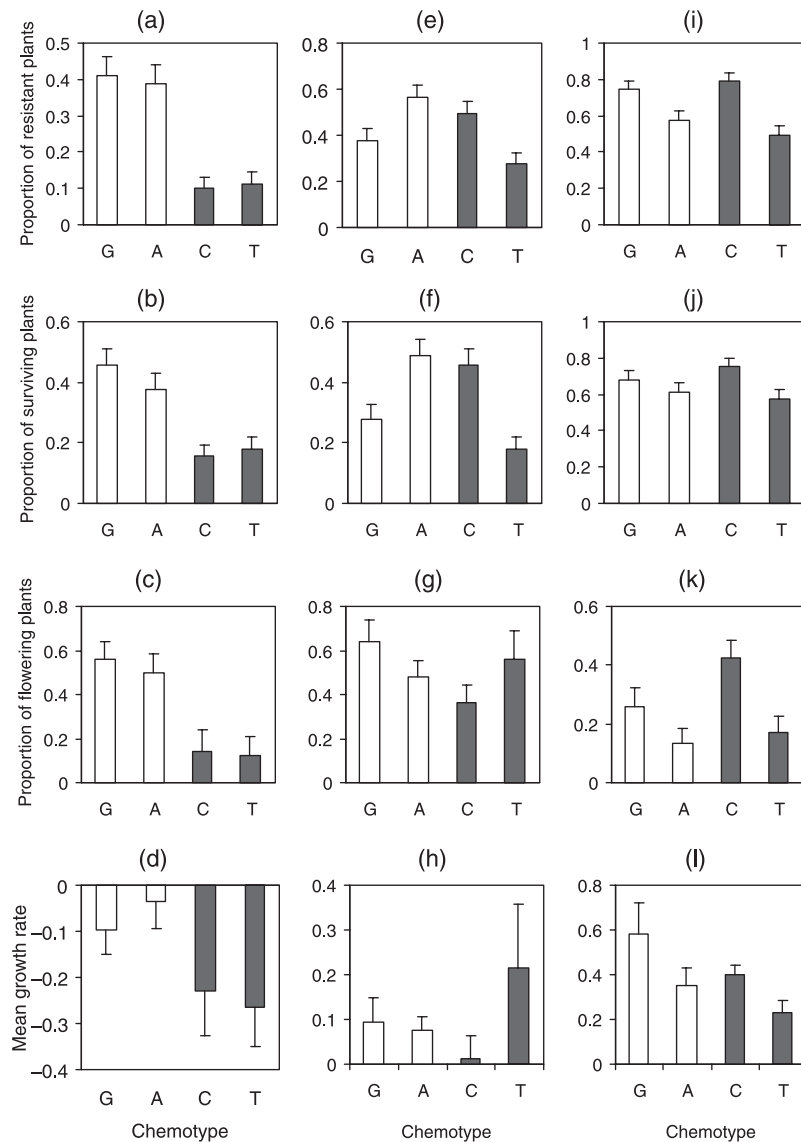 (a) (e) (i)
Proportion of resistant plants
0.5 0.8 1
0.4 0.6 0.8
0.3 0.4 0.6
0.2 0.2 0.4
0.1 0 0.2
0 0
G A C T G A C T G A C T
(b) (f) (j)
Proportion of surviving plants
0.6 0.6 1
0.4 0.4 0.8
0.2 0.2 0.6
0 0 0.4
0.2
0
G A C T G A C T G A C T
(c) (g) (k)
Proportion of flowering plants
0.8 0.8 0.6
0.6 0.6 0.4
0.4 0.4 0.2
0.2 0.2 0
0 0
G A C T G A C T G A C T
(d) (h) (l)
Mean growth rate
0 0.4 0.8
–0.1 0.3 0.6
–0.2 0.2 0.4
–0.3 0.1 0.2
–0.4 0 0
G A C T G A C T G A C T
Chemotype Chemotype Chemotype